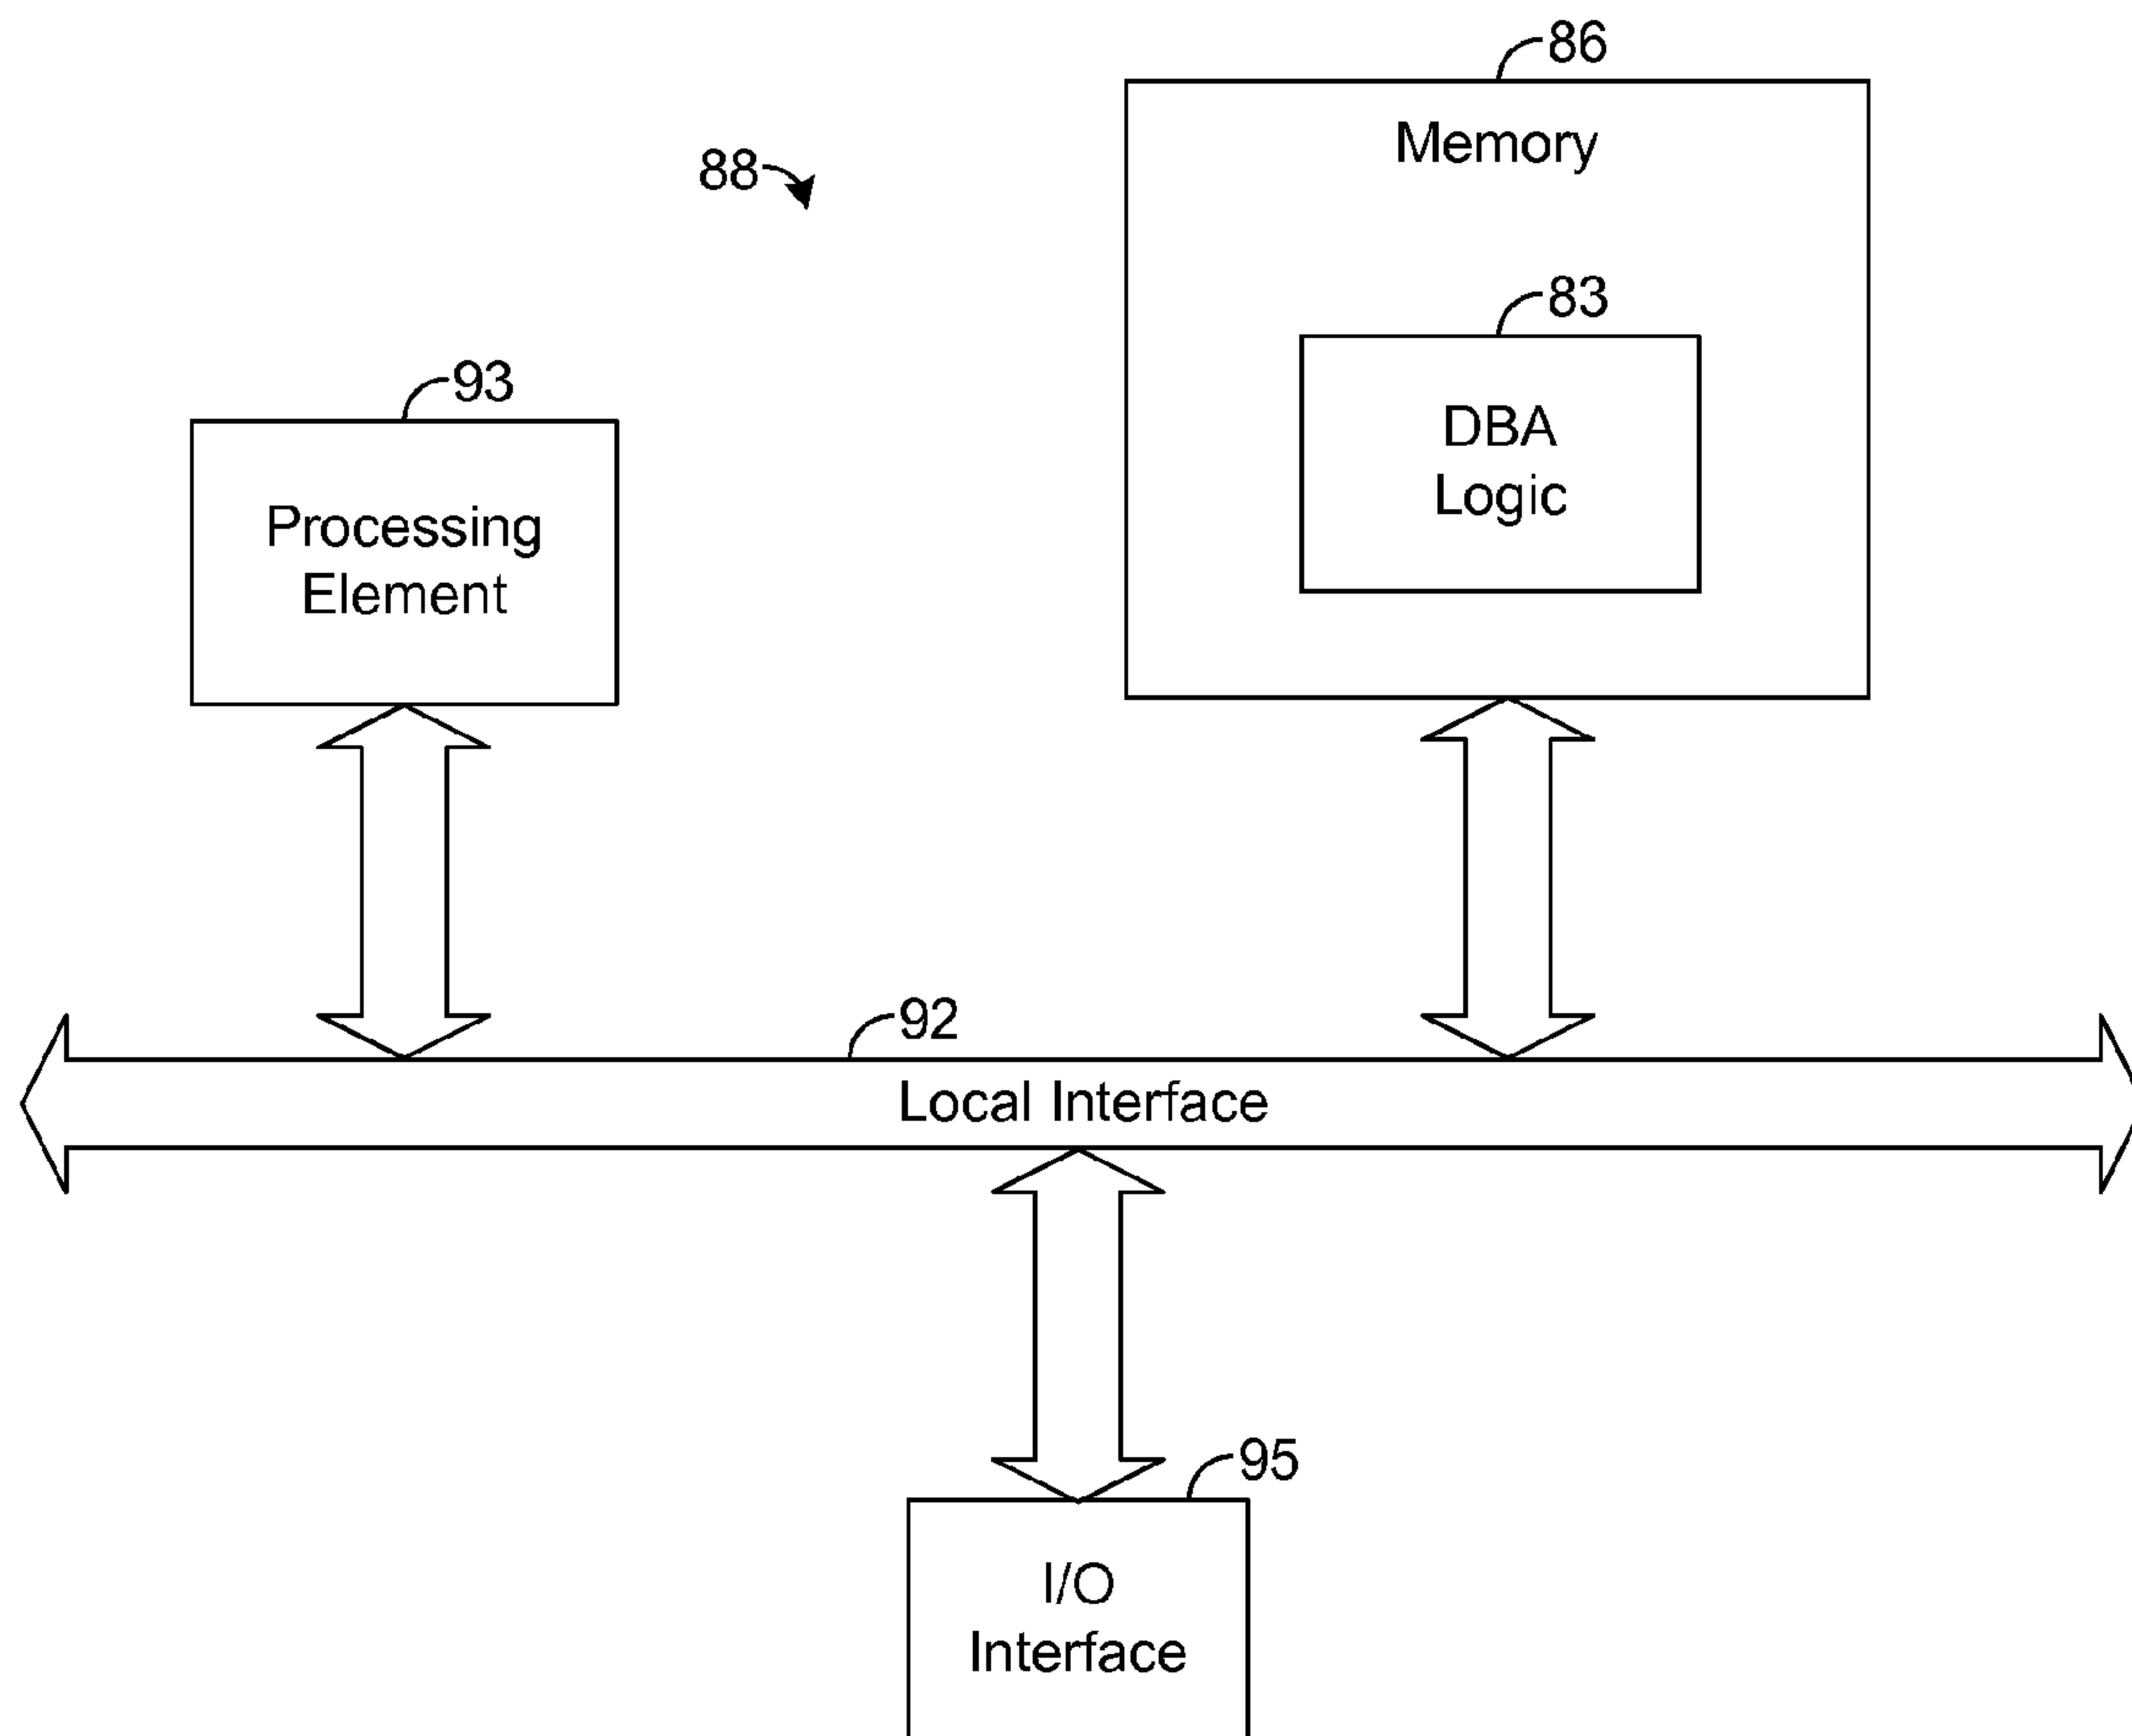 86
Memory
88
83
DBA
Logic
93
Processing
Element
92
Local Interface
95
I/O
Interface